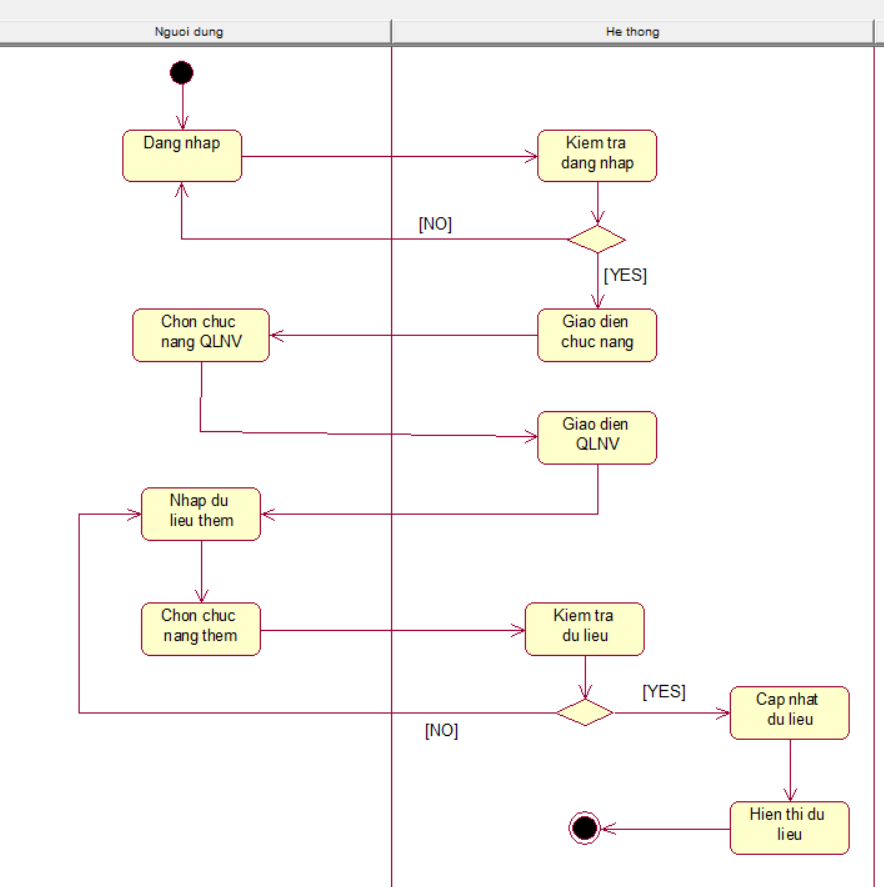 Nguoi dung
He thong
Dang nhap
Kiem tra
dang nhap
[NO]
[YES]
Chon chuc
nang QLNV
Giao dien
chuc nang
Giao dien
QLNV
Nhap du
lieu them
Chon chuc
nang them
Kiem tra
du lieu
[YES]
[NO]
Cap nhat
du lieu
Hien thi du
lieu